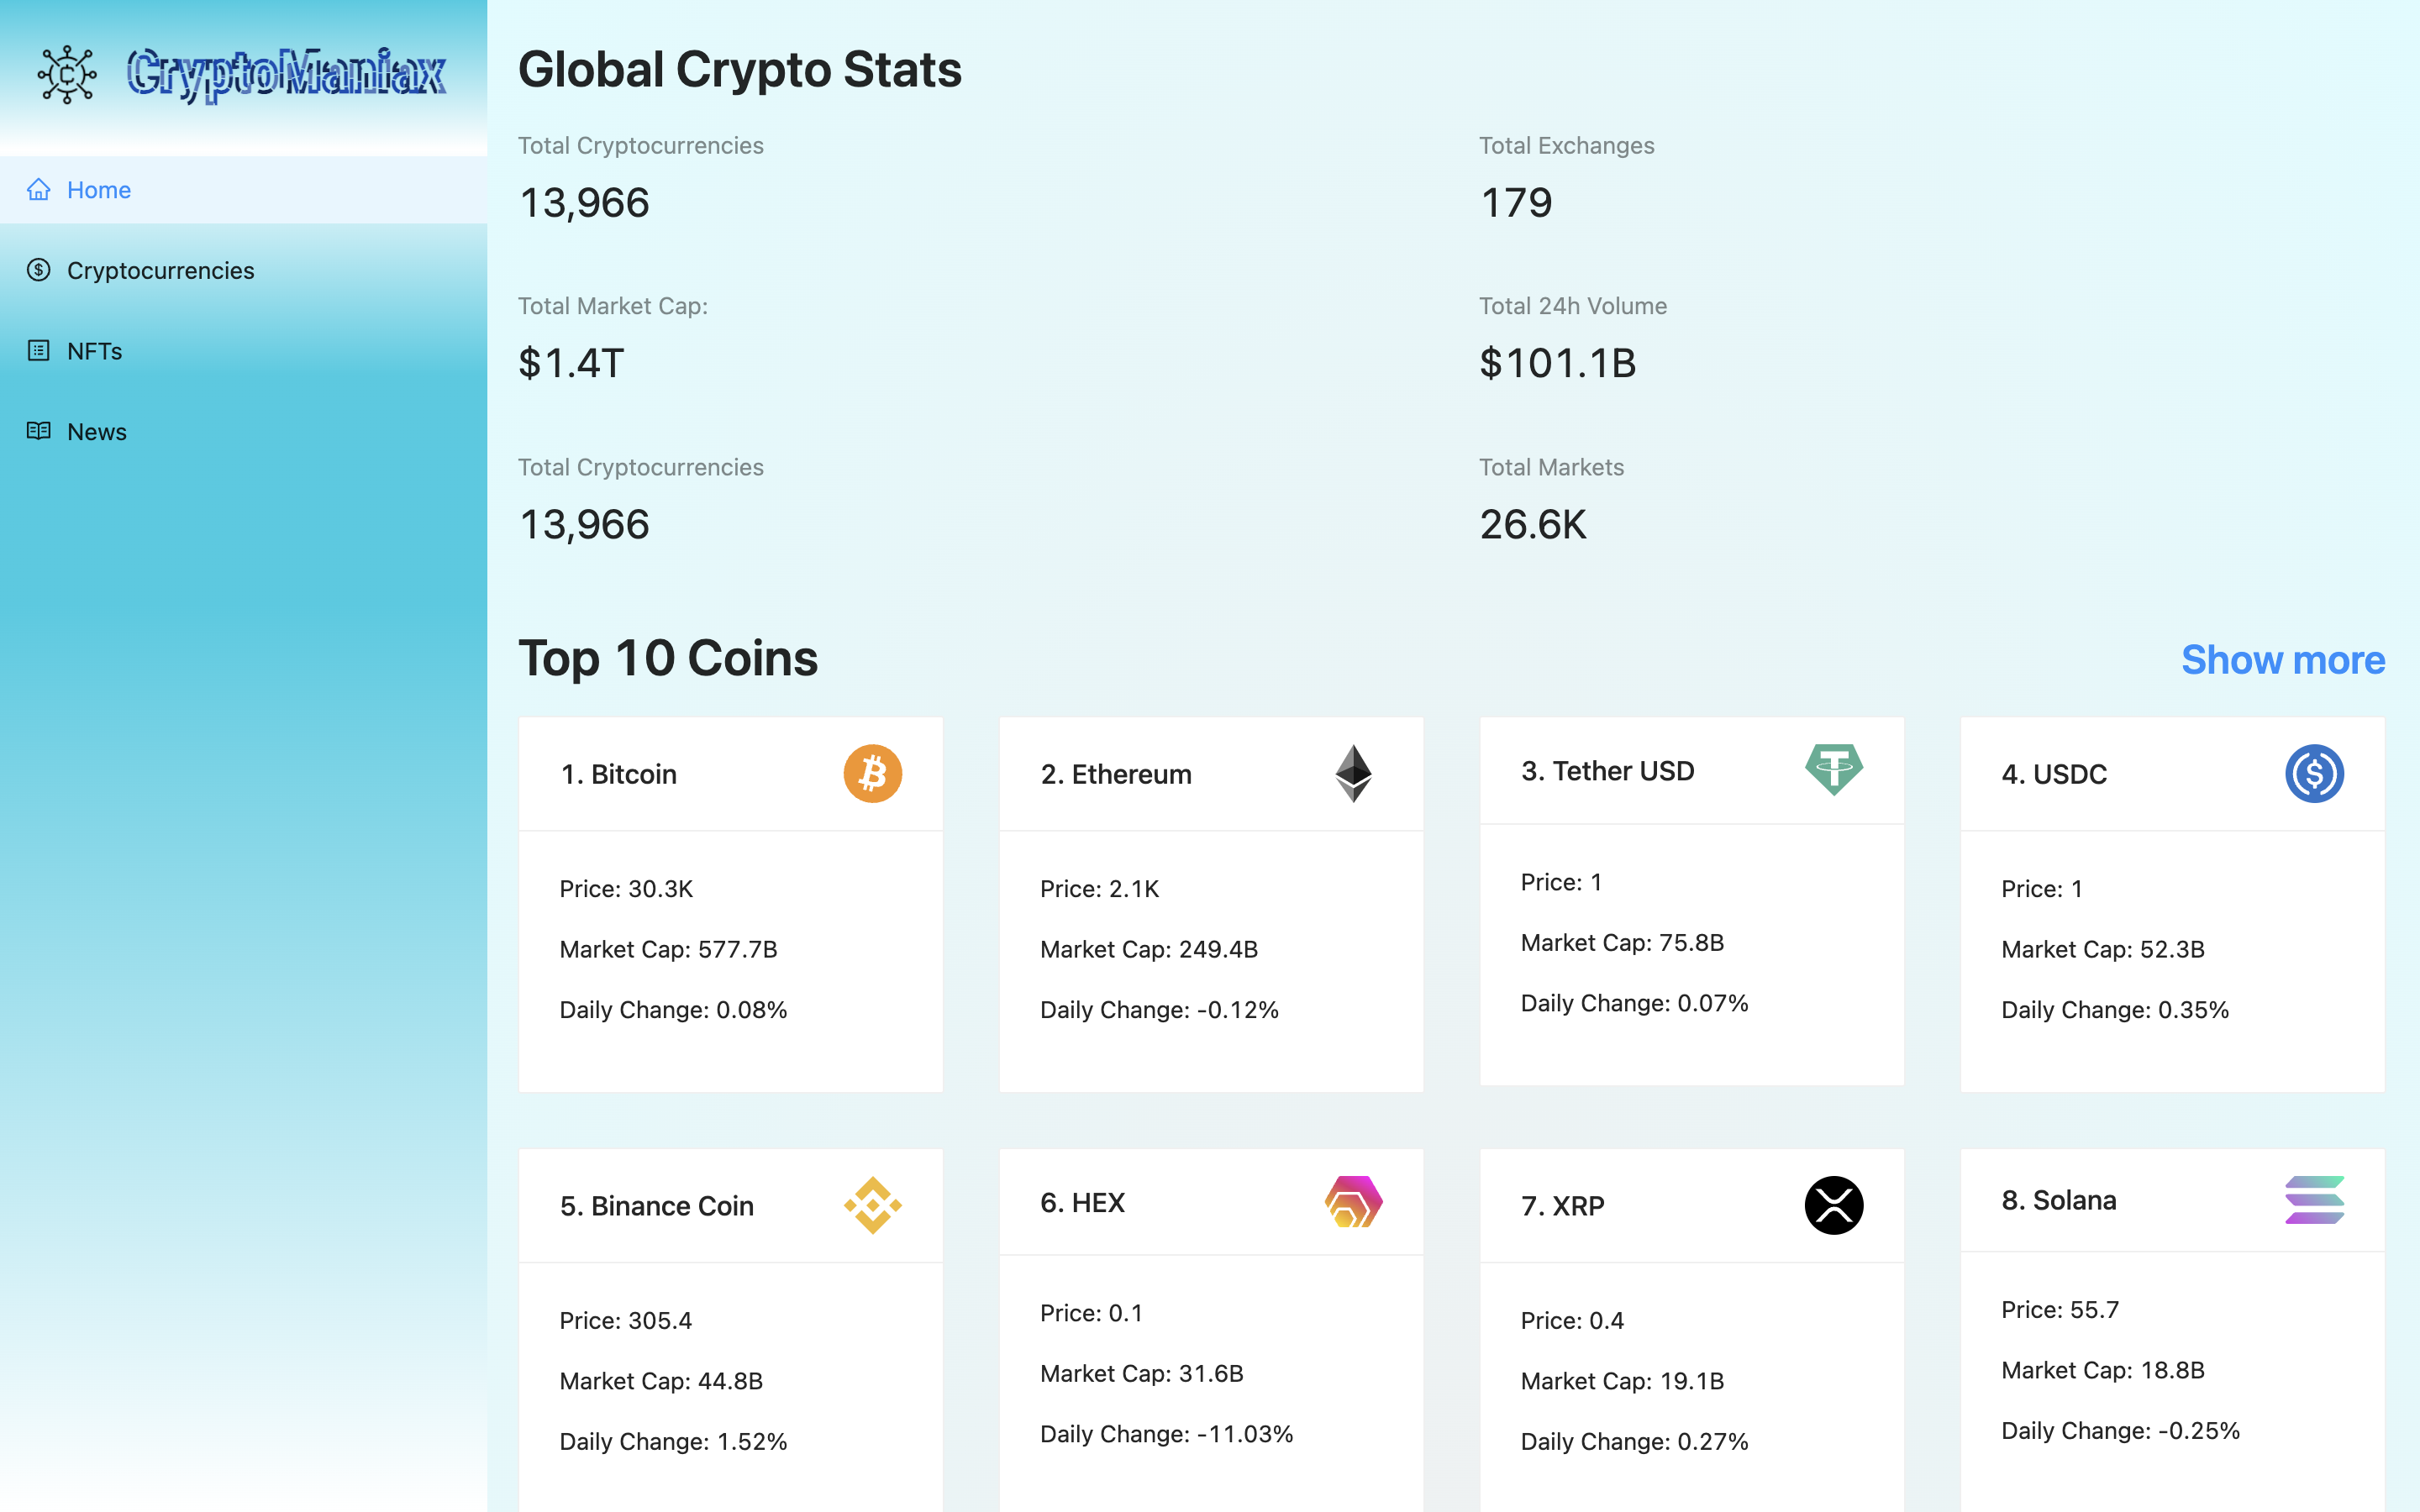 CryptoManiax
Home
Cryptocurrencies
NFTs
News
Global Crypto Stats
Total Cryptocurrencies
13,966
Total Exchanges
179
Total Market Cap:
$1.4T
Total 24h Volume
$101.1B
Total Cryptocurrencies
13,966
Total Markets
26.6K
Top 10 Coins
Show more
1. Bitcoin
Price: 30.3K
Market Cap: 577.7B
Daily Change: 0.08%
2. Ethereum
Price: 2.1K
Market Cap: 249.4B
Daily Change: -0.12%
3. Tether USD
Price: 1
Market Cap: 75.8B
Daily Change: 0.07%
4. USDC
Price: 1
Market Cap: 52.3B
Daily Change: 0.35%
5. Binance Coin
Price: 305.4
Market Cap: 44.8B
Daily Change: 1.52%
6. HEX
Price: 0.1
Market Cap: 31.6B
Daily Change: -11.03%
7. XRP
Price: 0.4
Market Cap: 19.1B
Daily Change: 0.27%
8. Solana
Price: 55.7
Market Cap: 18.8B
Daily Change: -0.25%